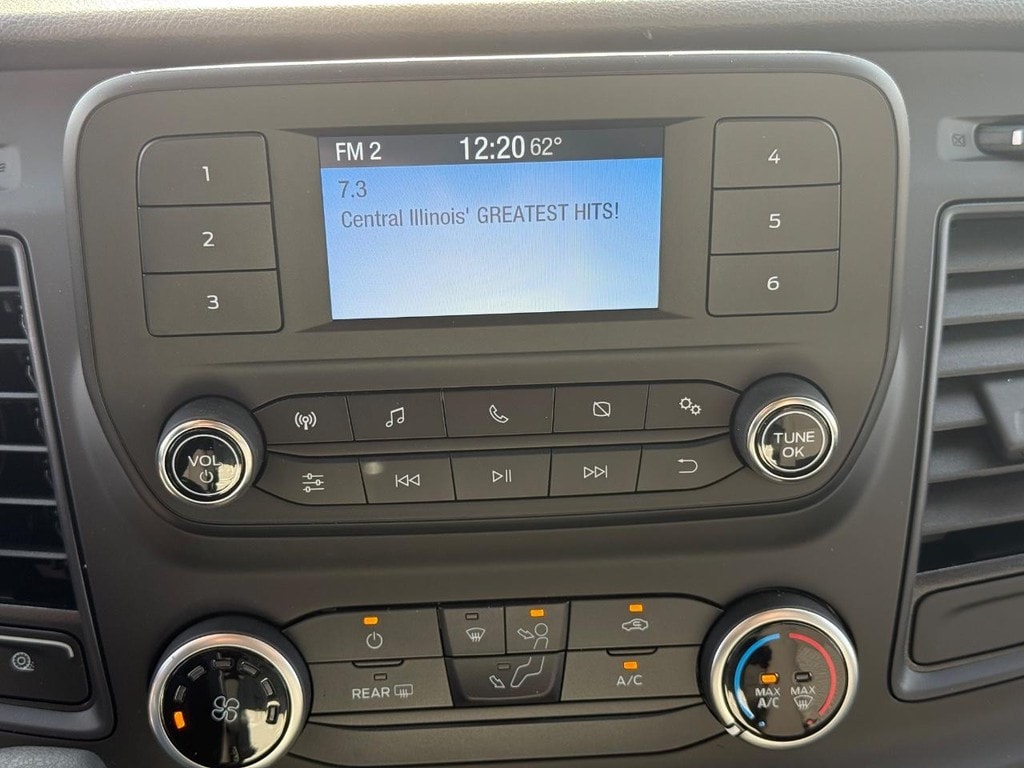 FM 2 12:20 62°
7.3
Central Illinois' GREATEST HITS!
1
2
3
4
5
6
VOL
TUNE
OK
REAR
A/C
MAX
A/C
MAX